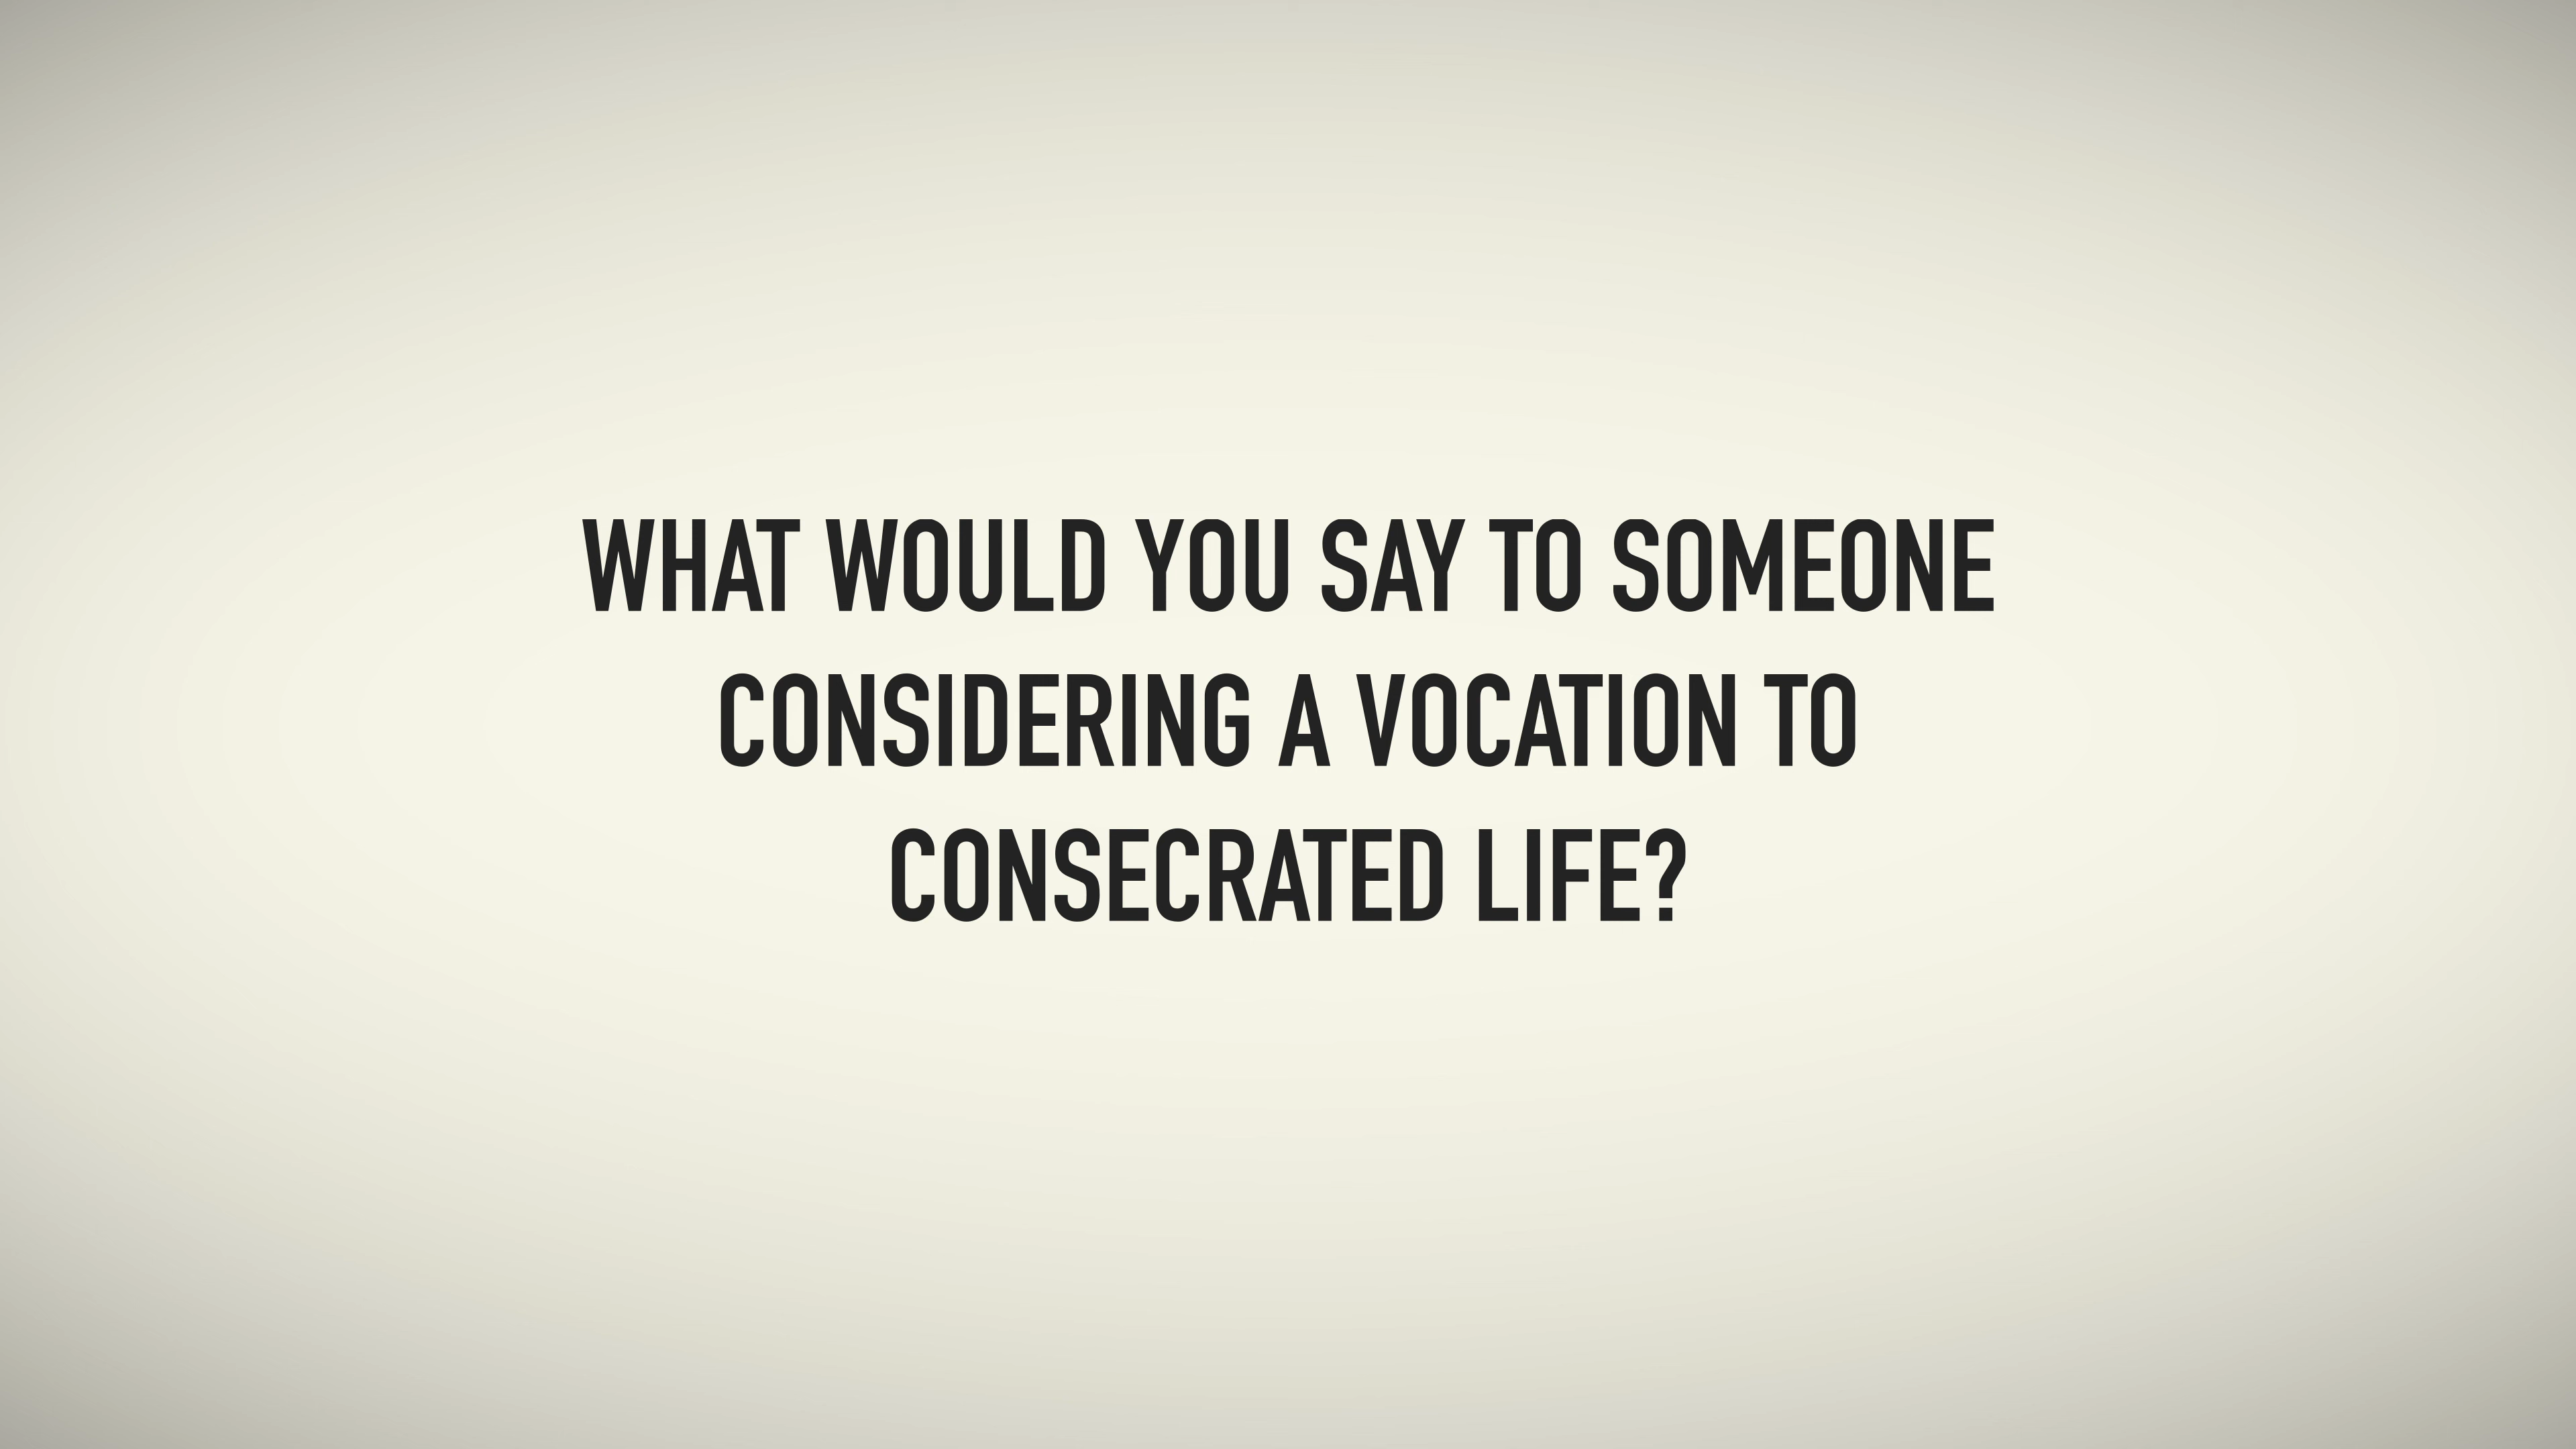 WHAT WOULD YOU SAY TO SOMEONE
CONSIDERING A VOCATION TO
CONSECRATED LIFE?